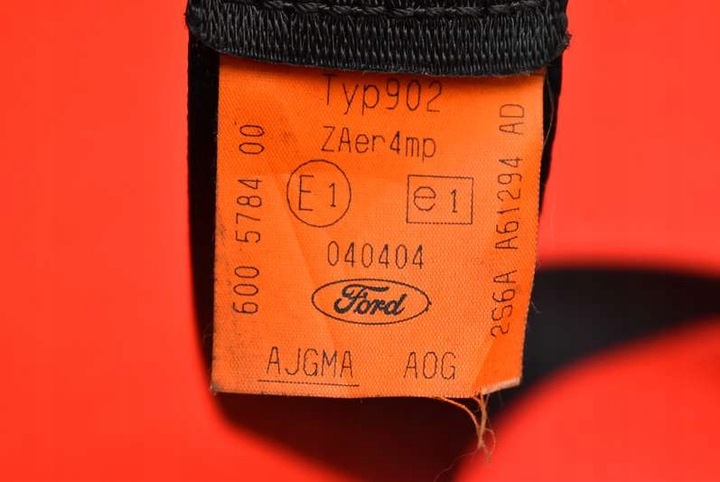 Typ902
ZAer4mp
E1
e1
040404
Ford
AJGMA AOG
600 5784 00
2S6A A61294 AD